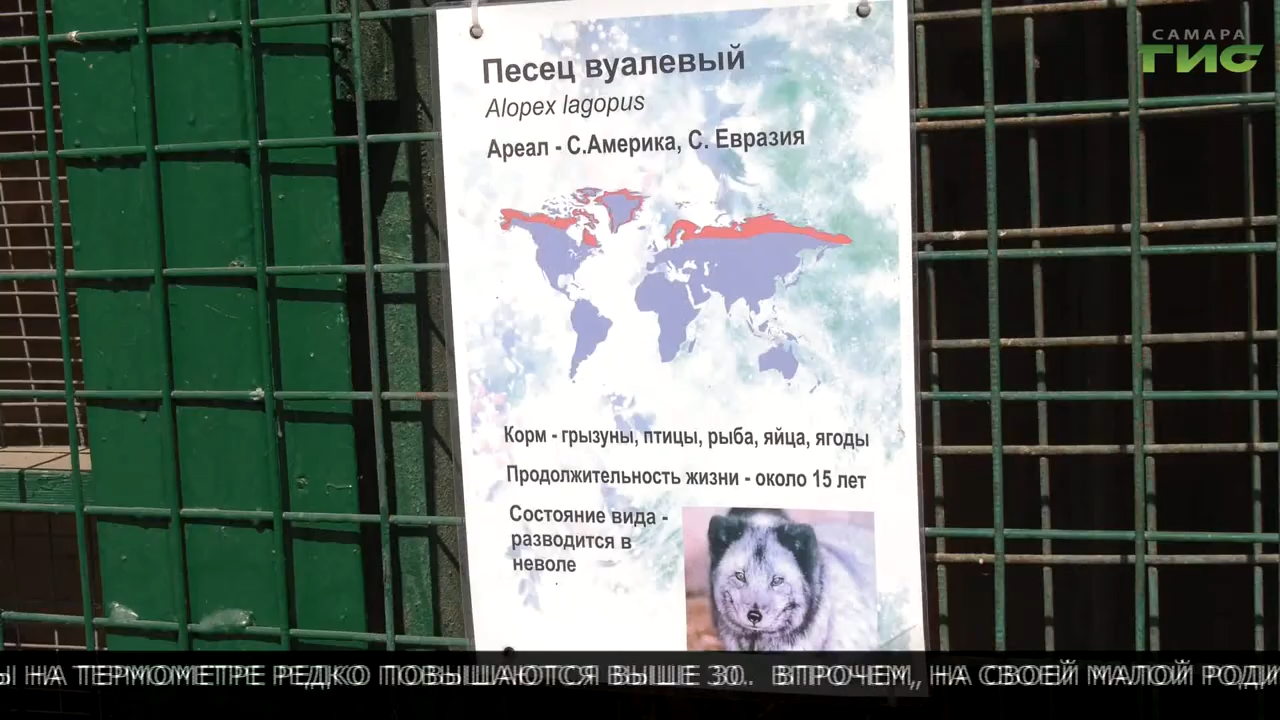 САМАРА
ГИС
Песец вуалевый
Alopex lagopus
Ареал - С.Америка, С. Евразия
Корм - грызуны, птицы, рыба, яйца, ягоды
Продолжительность жизни - около 15 лет
Состояние вида -
разводится в
неволе
Ы НА ТЕРМОМЕТРЕ РЕДКО ПОВЫШАЮТСЯ ВЫШЕ 30.. ВПРОЧЕМ,, НА СВОЕЙ МАЛОЙ РОДИ